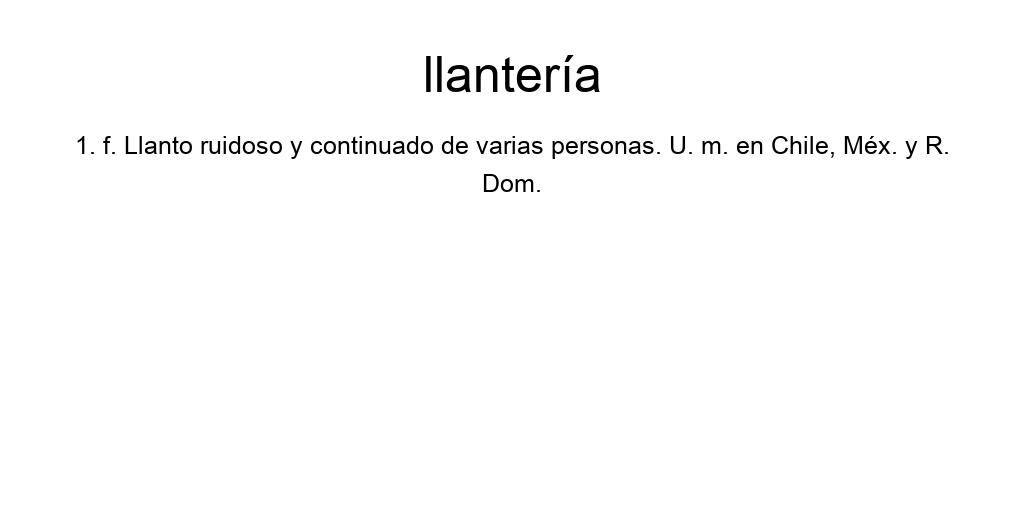 llantería
1. f. Llanto ruidoso y continuado de varias personas. U. m. en Chile, Méx. y R.
Dom.